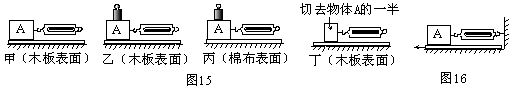 切去物体A的一半
A
A
A
A
甲（木板表面）
乙（木板表面）
丙（棉布表面）
丁（木板表面）
图15
图16